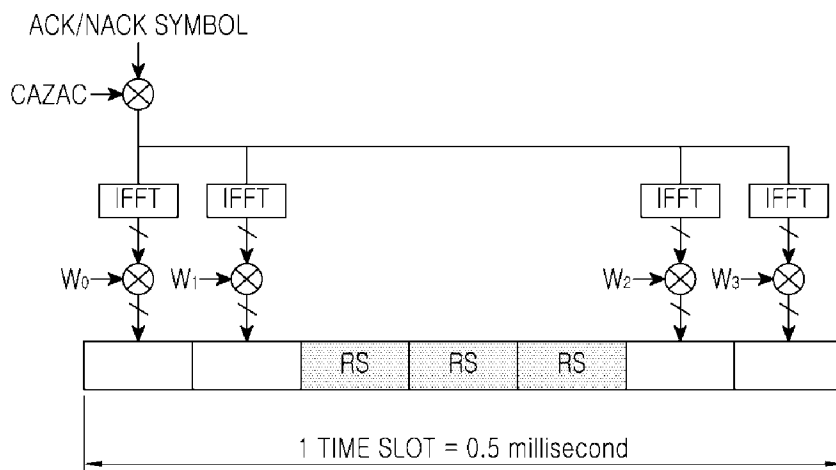 ACK/NACK SYMBOL
CAZAC
IFFT IFFT IFFT IFFT
W0 W1 W2 W3
RS RS RS
1 TIME SLOT = 0.5 millisecond